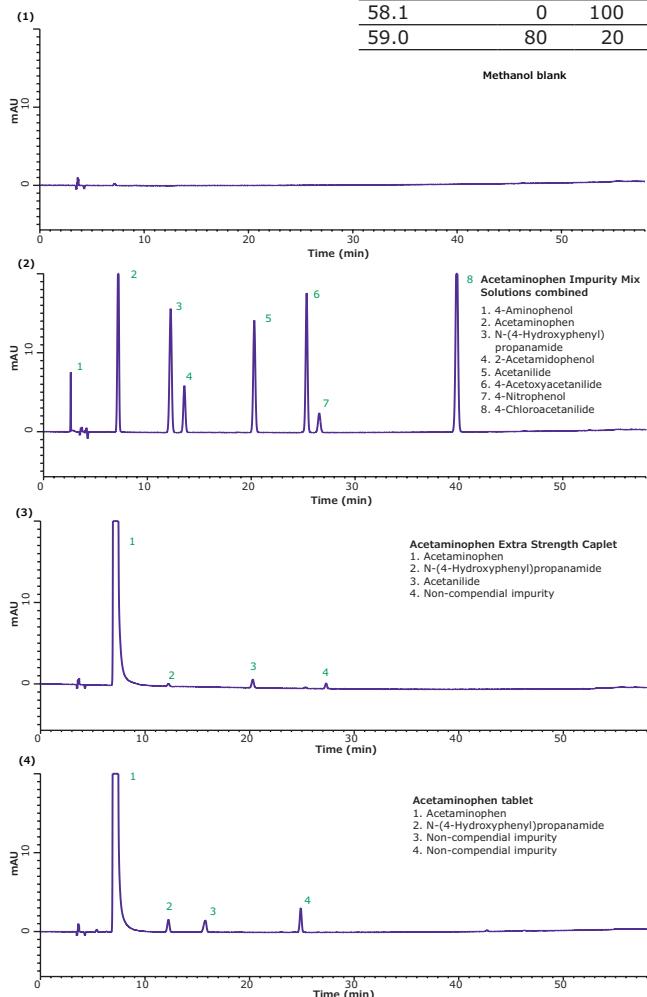 58.1 0 100
59.0 80 20
(1)
Methanol blank
10
0
mAU
0 10 20 30 40 50
Time (min)
(2)
2
3
4
5
6
7
8
1
Acetaminophen Impurity Mix
Solutions combined
1. 4-Aminophenol
2. Acetaminophen
3. N-(4-Hydroxyphenyl)
propanamide
4. 2-Acetamidophenol
5. Acetanilide
6. 4-Acetoxyacetanilide
7. 4-Nitrophenol
8. 4-Chloroacetanilide
10
0
mAU
0 10 20 30 40 50
Time (min)
(3)
1
2
3
4
Acetaminophen Extra Strength Caplet
1. Acetaminophen
2. N-(4-Hydroxyphenyl)propanamide
3. Acetanilide
4. Non-compendial impurity
10
0
mAU
0 10 20 30 40 50
Time (min)
(4)
1
2
3
4
Acetaminophen tablet
1. Acetaminophen
2. N-(4-Hydroxyphenyl)propanamide
3. Non-compendial impurity
4. Non-compendial impurity
10
0
mAU
0 10 20 30 40 50
Time (min)